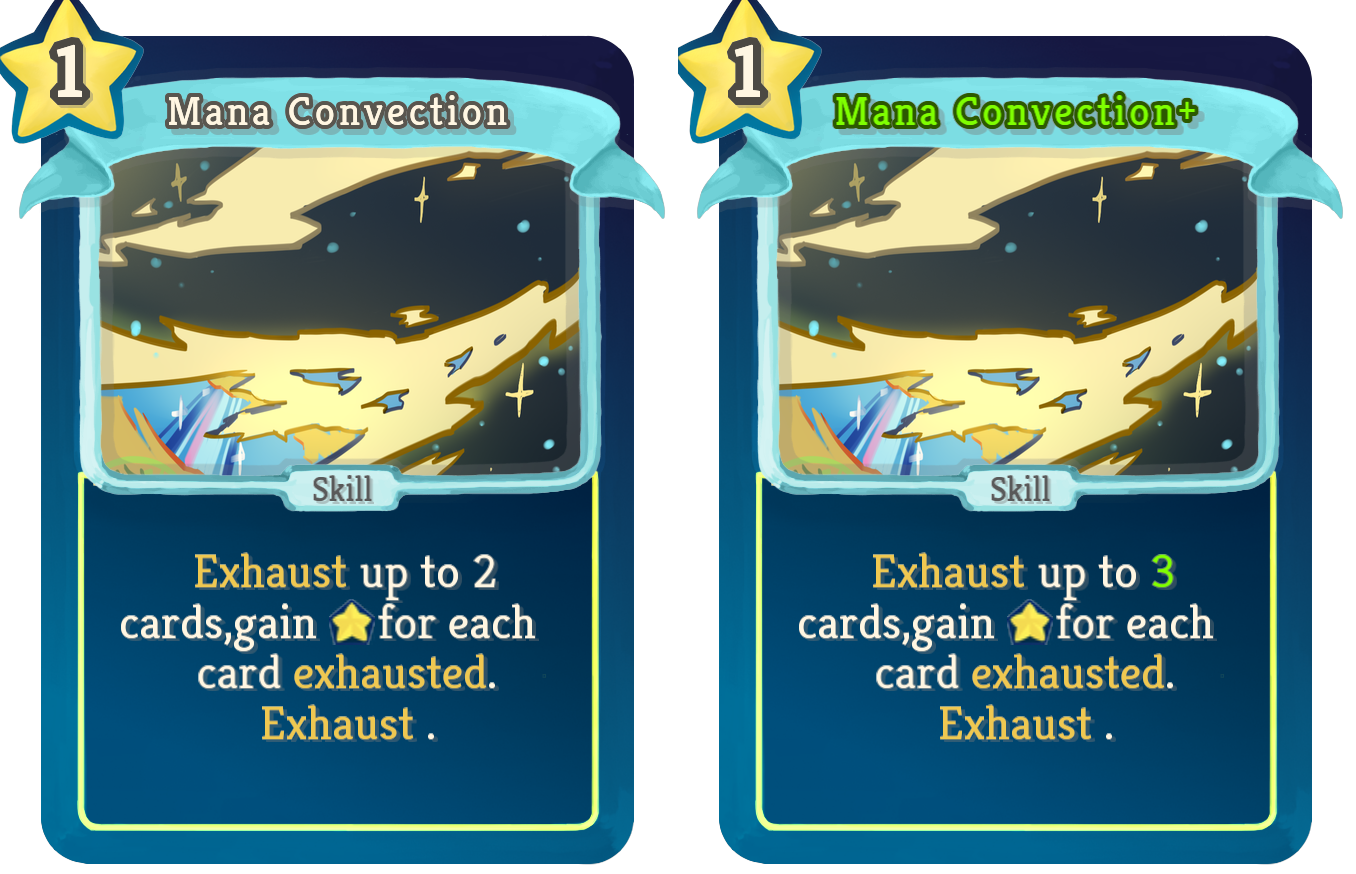 1
Mana Convection
Skill
Exhaust up to 2
cards,gain for each
card exhausted.
Exhaust .
1
Mana Convection+
Skill
Exhaust up to 3
cards,gain for each
card exhausted.
Exhaust .